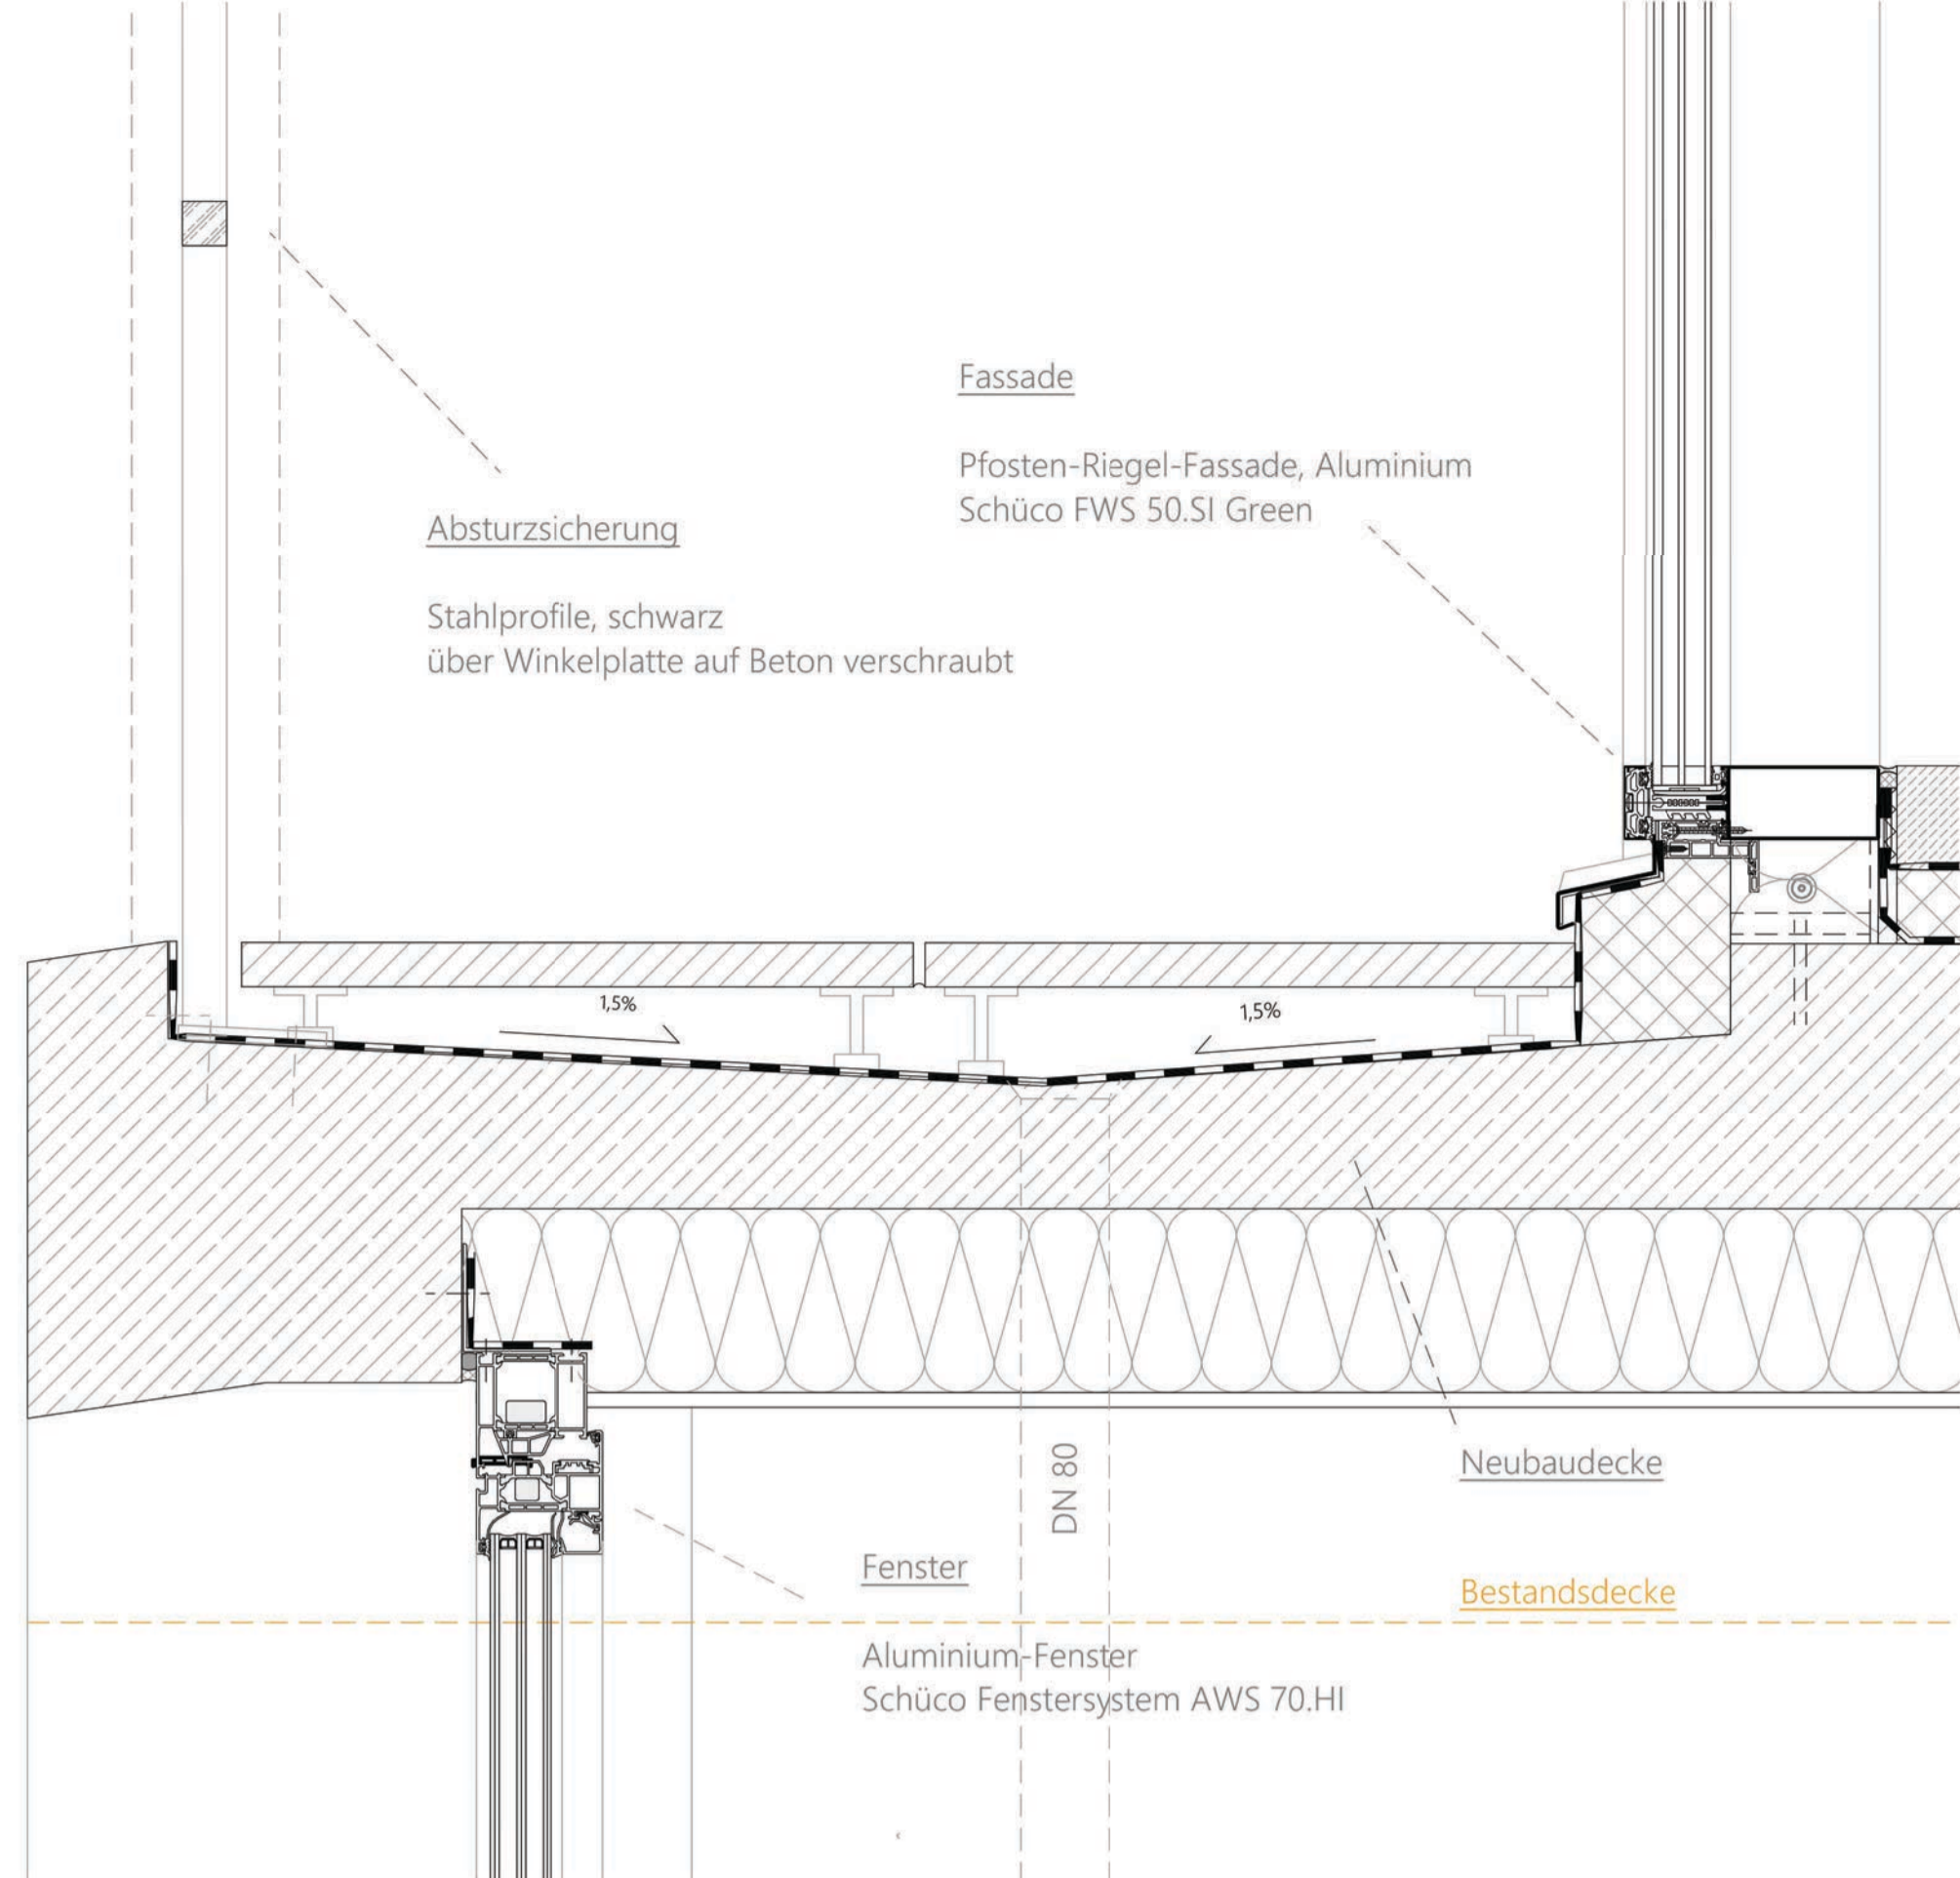 Fassade
Pfosten-Riegel-Fassade, Aluminium
Schüco FWS 50.SI Green
Absturzsicherung
Stahlprofile, schwarz
über Winkelplatte auf Beton verschraubt
1,5%
1,5%
DN 80
Neubaudecke
Fenster
Bestandsdecke
Aluminium-Fenster
Schüco Fenstersystem AWS 70.HI